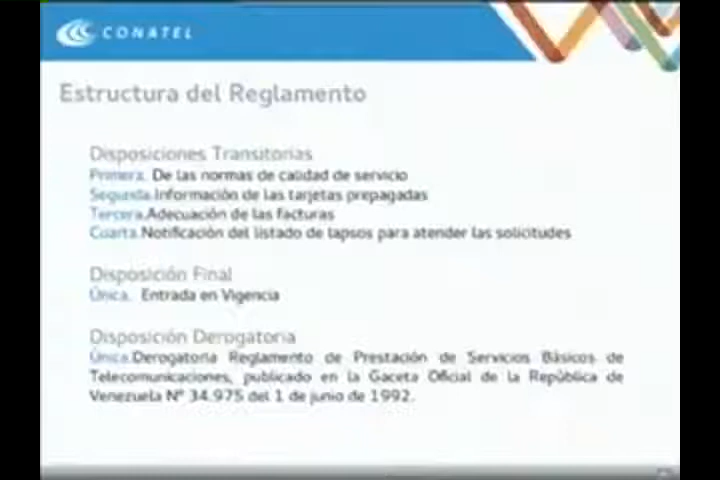 CONATEL
Estructura del Reglamento
Disposiciones Transitorias
Primera. De las normas de calidad de servicio
Segunda.Información de las tarjetas prepagadas
Tercera.Adecuación de las facturas
Cuarta.Notificación del listado de lapsos para atender las solicitudes
Disposición Final
Única. Entrada en Vigencia
Disposición Derogatoria
Única.Derogatoria Reglamento de Prestación de Servicios Básicos de
Telecomunicaciones, publicado en la Gaceta Oficial de la República de
Venezuela Nº 34.975 del 1 de junio de 1992.